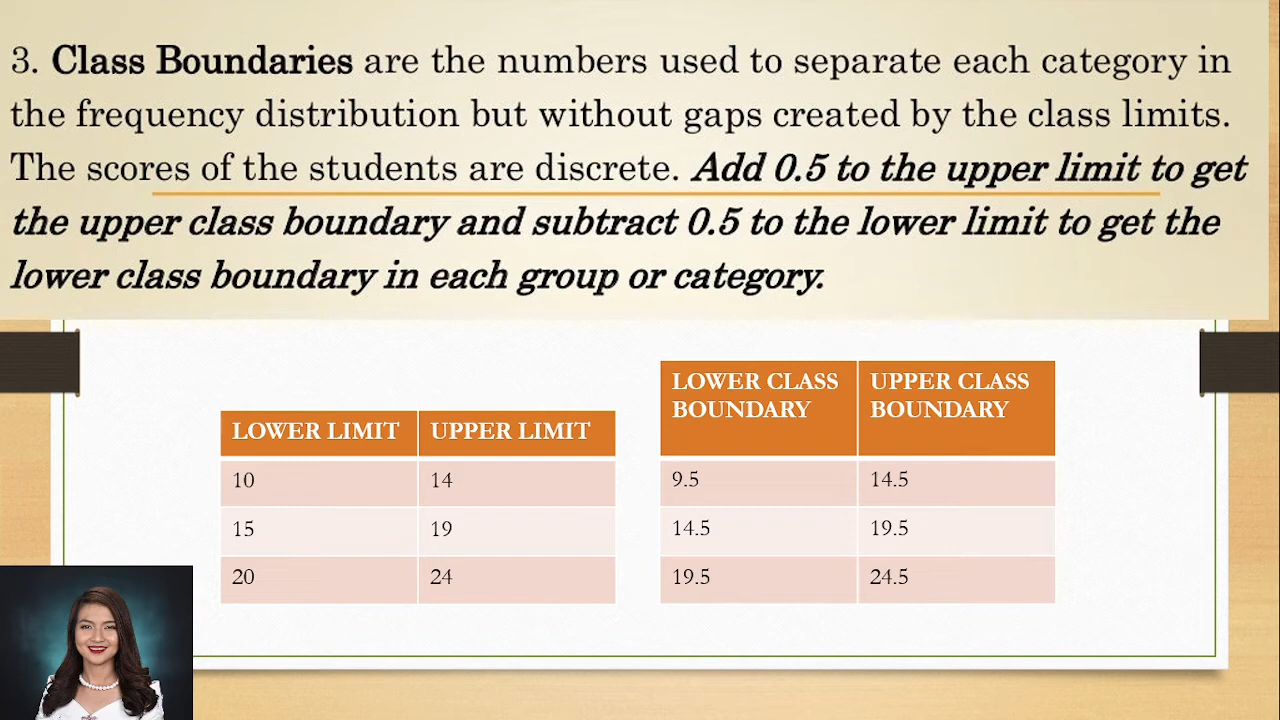 3. Class Boundaries are the numbers used to separate each category in
the frequency distribution but without gaps created by the class limits.
The scores of the students are discrete. Add 0.5 to the upper limit to get
the upper class boundary and subtract 0.5 to the lower limit to get the
lower class boundary in each group or category.
LOWER LIMIT UPPER LIMIT
10 14
15 19
20 24
LOWER CLASS BOUNDARY UPPER CLASS BOUNDARY
9.5 14.5
14.5 19.5
19.5 24.5